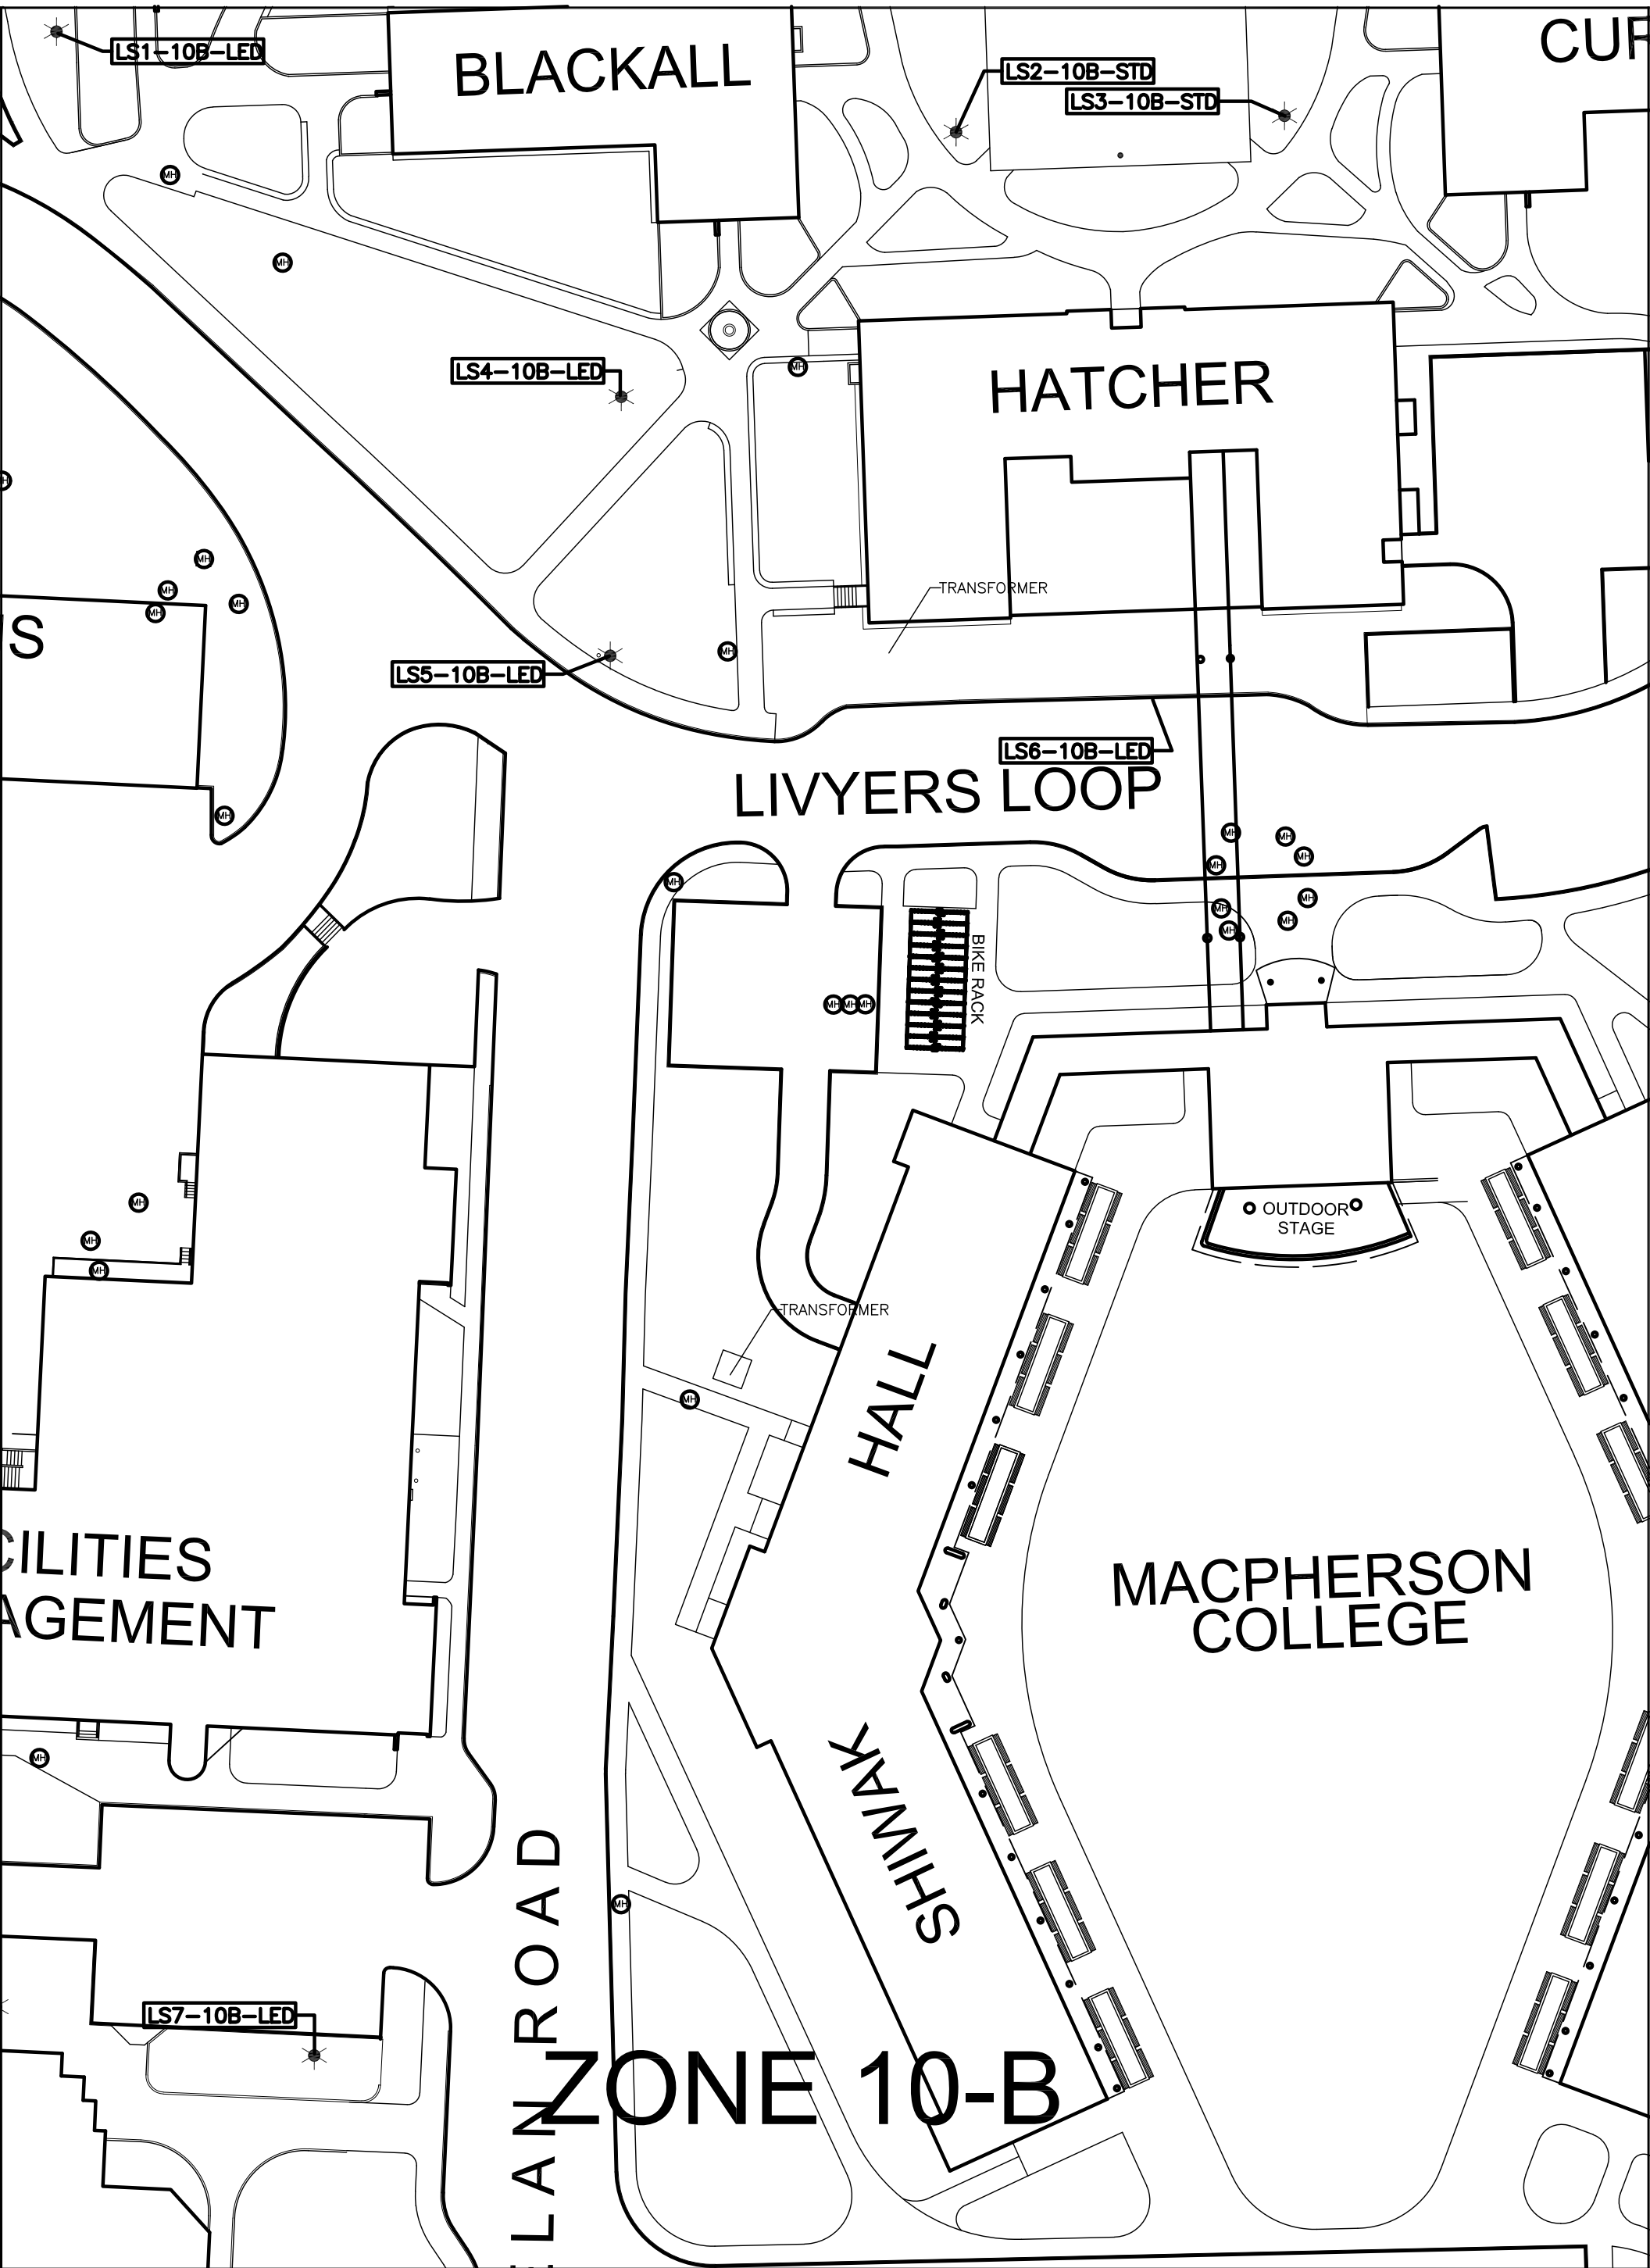 LS1-10B-LED
BLACKALL
LS2-10B-STD
LS3-10B-STD
CUR
MH
MH
LS4-10B-LED
MH
HATCHER
MH
MH
MH
MH
TRANSFORMER
S
MH
LS5-10B-LED
LS6-10B-LED
LIVYERS LOOP
MH
MH
MH
MH
MH
MH
MH
MH
MH
MH
BIKE RACK
MH
MH
MH
MH
MH
MH
OUTDOOR
STAGE
TRANSFORMER
MH
HALL
CILITIES
AGEMENT
MACPHERSON
COLLEGE
SHIWAK
MH
MH
LS7-10B-LED
ELAN ROAD
ZONE 10-B